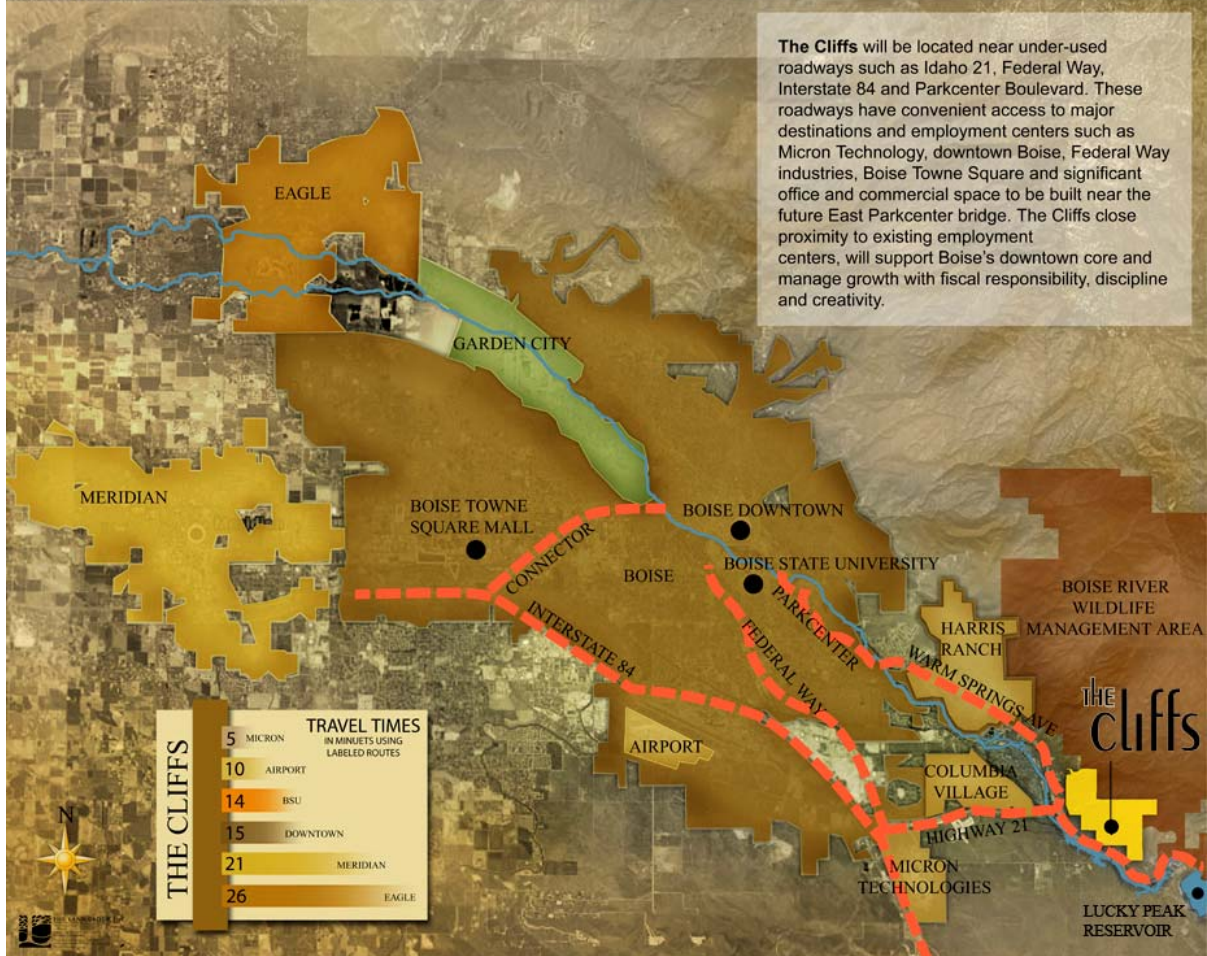 The Cliffs will be located near under-used
roadways such as Idaho 21, Federal Way,
Interstate 84 and Parkcenter Boulevard. These
roadways have convenient access to major
destinations and employment centers such as
Micron Technology, downtown Boise, Federal Way
industries, Boise Towne Square and significant
office and commercial space to be built near the
future East Parkcenter bridge. The Cliffs close
proximity to existing employment
centers, will support Boise's downtown core and
manage growth with fiscal responsibility, discipline
and creativity.
EAGLE
GARDEN CITY
MERIDIAN
BOISE TOWNE
SQUARE MALL
CONNECTOR
BOISE DOWNTOWN
BOISE
BOISE STATE UNIVERSITY
PARKCENTER
INTERSTATE 84
FEDERAL WAY
HARRIS
RANCH
WARM SPRINGS AVE
BOISE RIVER
WILDLIFE
MANAGEMENT AREA
THE
cliffs
AIRPORT
COLUMBIA
VILLAGE
HIGHWAY 21
MICRON
TECHNOLOGIES
LUCKY PEAK
RESERVOIR
N
THE CLIFFS
TRAVEL TIMES
IN MINUETS USING
LABELED ROUTES
5 MICRON
10 AIRPORT
14 BSU
15 DOWNTOWN
21 MERIDIAN
26 EAGLE